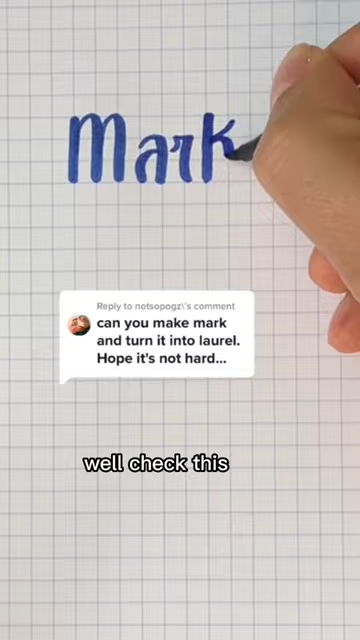 Mark
Reply to notsopogz\'s comment
can you make mark
and turn it into laurel.
Hope it's not hard...
well check this